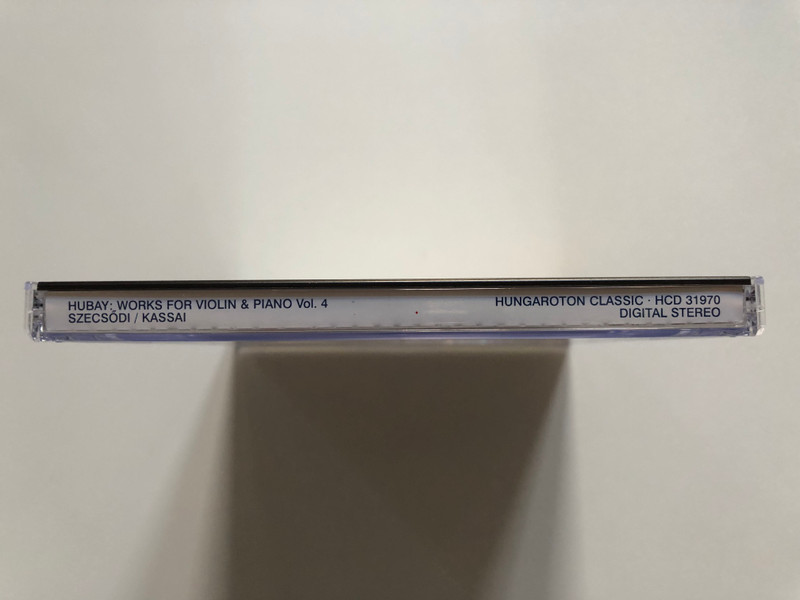 HUBAY: WORKS FOR VIOLIN & PIANO Vol. 4
SZECSŐDI / KASSAI
HUNGAROTON CLASSIC · HCD 31970
DIGITAL STEREO